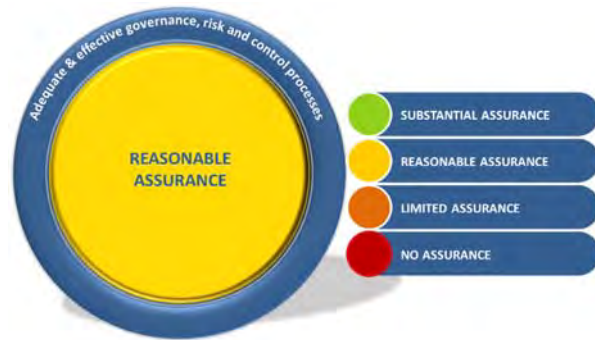 Adequate & effective governance, risk and control processes
REASONABLE
ASSURANCE
SUBSTANTIAL ASSURANCE
REASONABLE ASSURANCE
LIMITED ASSURANCE
NO ASSURANCE